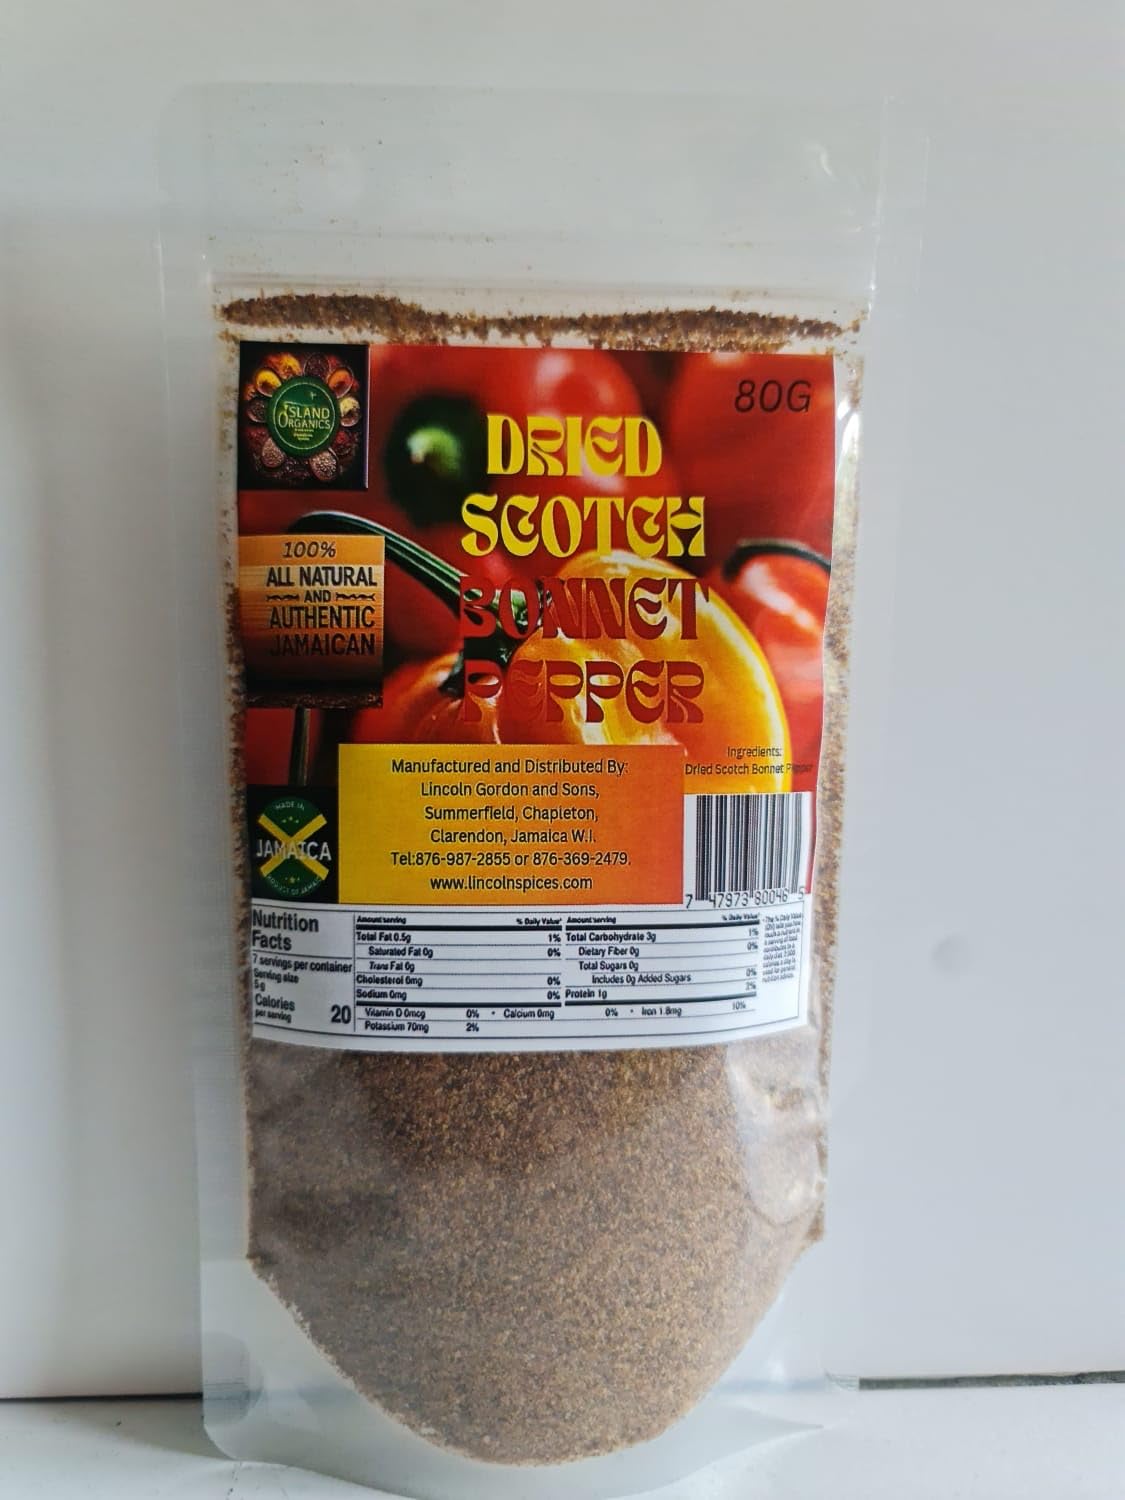 80G
ISLAND
ORGANICS
DRIED
SCOTCH
BONNET
PEPPER
100%
ALL NATURAL
AND
AUTHENTIC
JAMAICAN
Manufactured and Distributed By:
Lincoln Gordon and Sons,
Summerfield, Chapleton,
Clarendon, Jamaica W.I.
Tel:876-987-2855 or 876-369-2479.
www.lincolnspices.com
Ingredients:
Dried Scotch Bonnet Pepper
MADE IN
JAMAICA
PRODUCT OF JAMAICA
7 47973 80046 5
Nutrition
Facts
7 servings per container
Serving size
5g
Calories
per serving
20
Amount/serving % Daily Value*
Total Fat 0.5g 1%
Saturated Fat 0g 0%
Trans Fat 0g
Cholesterol 0mg 0%
Sodium 0mg 0%
Amount/serving % Daily Value*
Total Carbohydrate 3g 1%
Dietary Fiber 0g 0%
Total Sugars 0g
Includes 0g Added Sugars 0%
Protein 1g 2%
Vitamin D 0mcg 0% • Calcium 0mg 0% • Iron 1.8mg 10%
Potassium 70mg 2%